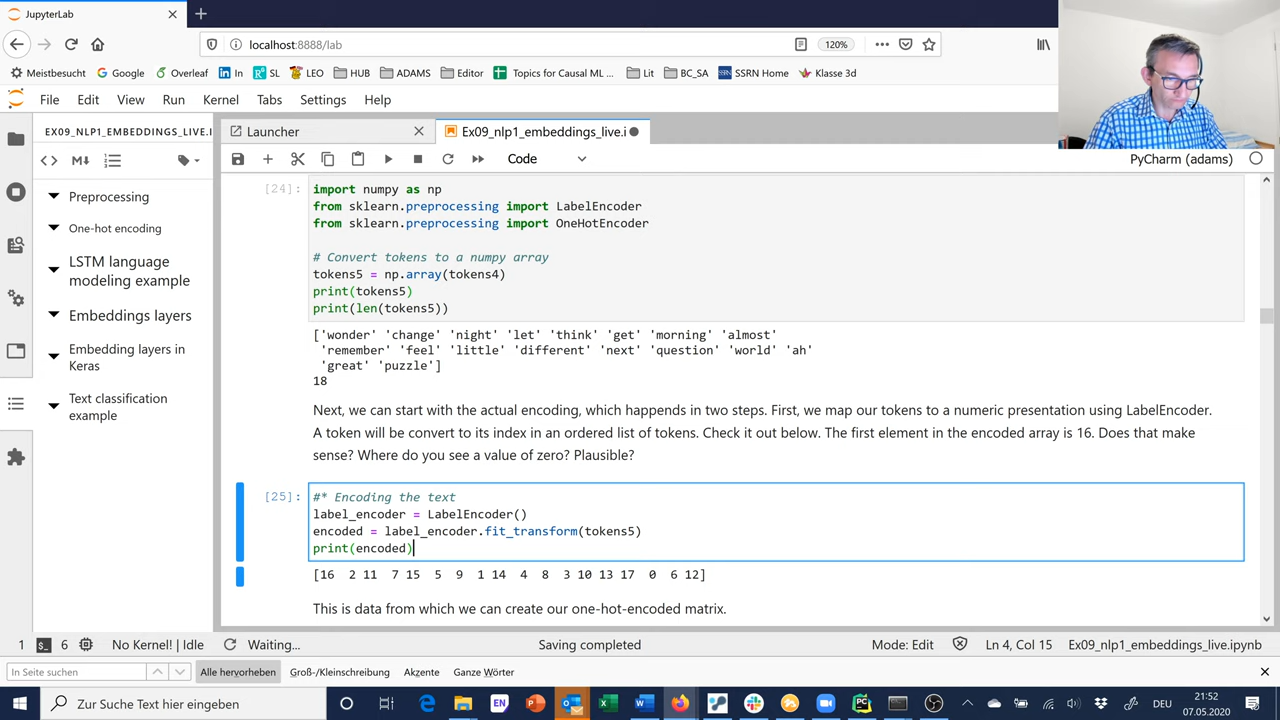 JupyterLab
localhost:8888/lab
120%
Meistbesucht Google Overleaf In SL LEO HUB ADAMS Editor Topics for Causal ML ... Lit BC_SA SSRN Home Klasse 3d
File Edit View Run Kernel Tabs Settings Help
EX09_NLP1_EMBEDDINGS_LIVE.I
Launcher
Ex09_nlp1_embeddings_live.i
Code
PyCharm (adams)
Preprocessing
One-hot encoding
LSTM language
modeling example
Embeddings layers
Embedding layers in
Keras
Text classification
example
[24]:
import numpy as np
from sklearn.preprocessing import LabelEncoder
from sklearn.preprocessing import OneHotEncoder
# Convert tokens to a numpy array
tokens5 = np.array(tokens4)
print(tokens5)
print(len(tokens5))
['wonder' 'change' 'night' 'let' 'think' 'get' 'morning' 'almost'
'remember' 'feel' 'little' 'different' 'next' 'question' 'world' 'ah'
'great' 'puzzle']
18
Next, we can start with the actual encoding, which happends in two steps. First, we map our tokens to a numeric presentation using LabelEncoder.
A token will be convert to its index in an ordered list of tokens. Check it out below. The first element in the encoded array is 16. Does that make
sense? Where do you see a value of zero? Plausible?
[25]:
#* Encoding the text
label_encoder = LabelEncoder()
encoded = label_encoder.fit_transform(tokens5)
print(encoded)
[16 2 11 7 15 5 9 1 14 4 8 3 10 13 17 0 6 12]
This is data from which we can create our one-hot-encoded matrix.
1 6 No Kernel! | Idle Waiting... Saving completed Mode: Edit Ln 4, Col 15 Ex09_nlp1_embeddings_live.ipynb
In Seite suchen Alle hervorheben Groß-/Kleinschreibung Akzente Ganze Wörter
Zur Suche Text hier eingeben
EN
DEU
21:52
07.05.2020